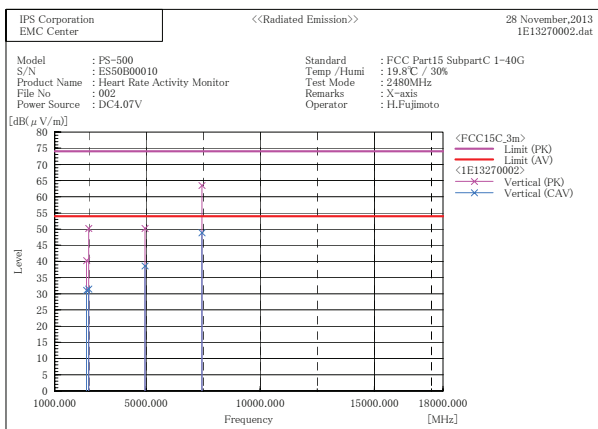 IPS Corporation <<Radiated Emission>> 28 November,2013
EMC Center 1E13270002.dat
Model : PS-500 Standard : FCC Part15 SubpartC 1-40G
S/N : ES50B00010 Temp /Humi : 19.8℃ / 30%
Product Name : Heart Rate Activity Monitor Test Mode : 2480MHz
File No : 002 Remarks : X-axis
Power Source : DC4.07V Operator : H.Fujimoto
[dB(μV/m)]
80
75
70
65
60
55
50
45
40
35
30
25
20
15
10
5
0
Level
<FCC15C_3m>
Limit (PK)
Limit (AV)
<1E13270002>
Vertical (PK)
Vertical (CAV)
1000.000 5000.000 10000.000 15000.000 18000.000
Frequency [MHz]